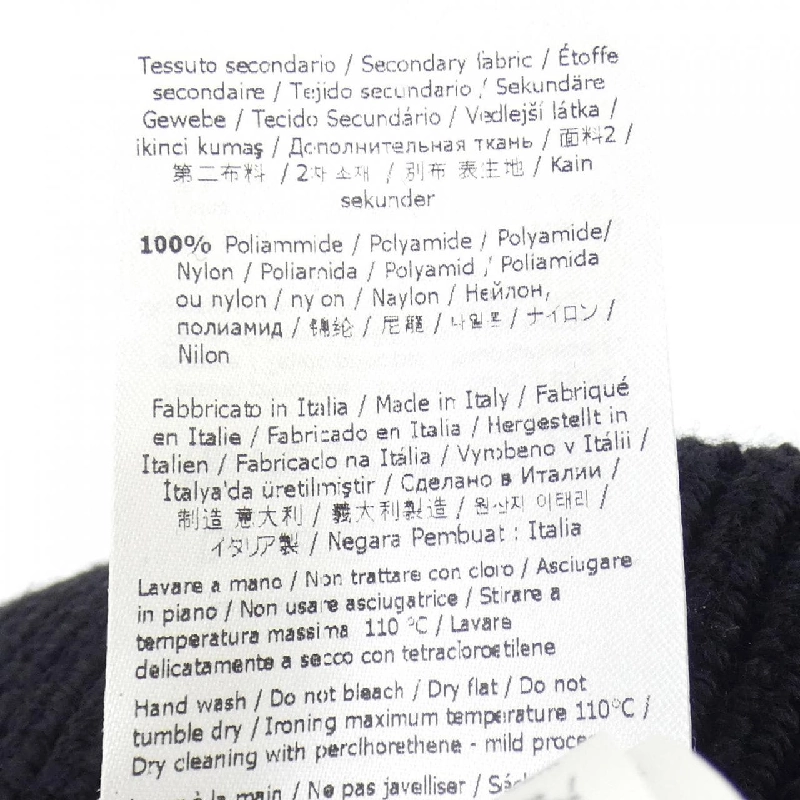 Tessuto secondario / Secondary fabric / Étoffe
secondaire / Tejido secundario / Sekundäre
Gewebe / Tecido Secundário / Vedlejší látka /
ikinci kumaş / Дополнительная ткань / 面料2 /
第二布料 / 2차 소재 / 別布 表生地 / Kain
sekunder
100% Poliammide / Polyamide / Polyamide/
Nylon / Poliamida / Polyamid / Poliamida
ou nylon / nylon / Naylon / Нейлон,
полиамид / 锦纶 / 尼龍 / 나일론 / ナイロン /
Nilon
Fabbricato in Italia / Made in Italy / Fabriqué
en Italie / Fabricado en Italia / Hergestellt in
Italien / Fabricado na Itália / Vyrobeno v Itálii /
İtalya'da üretilmiştir / Сделано в Италии /
制造 意大利 / 義大利製造 / 원산지 이태리 /
イタリア製 / Negara Pembuat : Italia
Lavare a mano / Non trattare con cloro / Asciugare
in piano / Non usare asciugatrice / Stirare a
temperatura massima 110 °C / Lavare
delicatamente a secco con tetracloroetilene
Hand wash / Do not bleach / Dry flat / Do not
tumble dry / Ironing maximum temperature 110°C /
Dry cleaning with perclhorethene - mild
à la main / Ne pas javelliser /